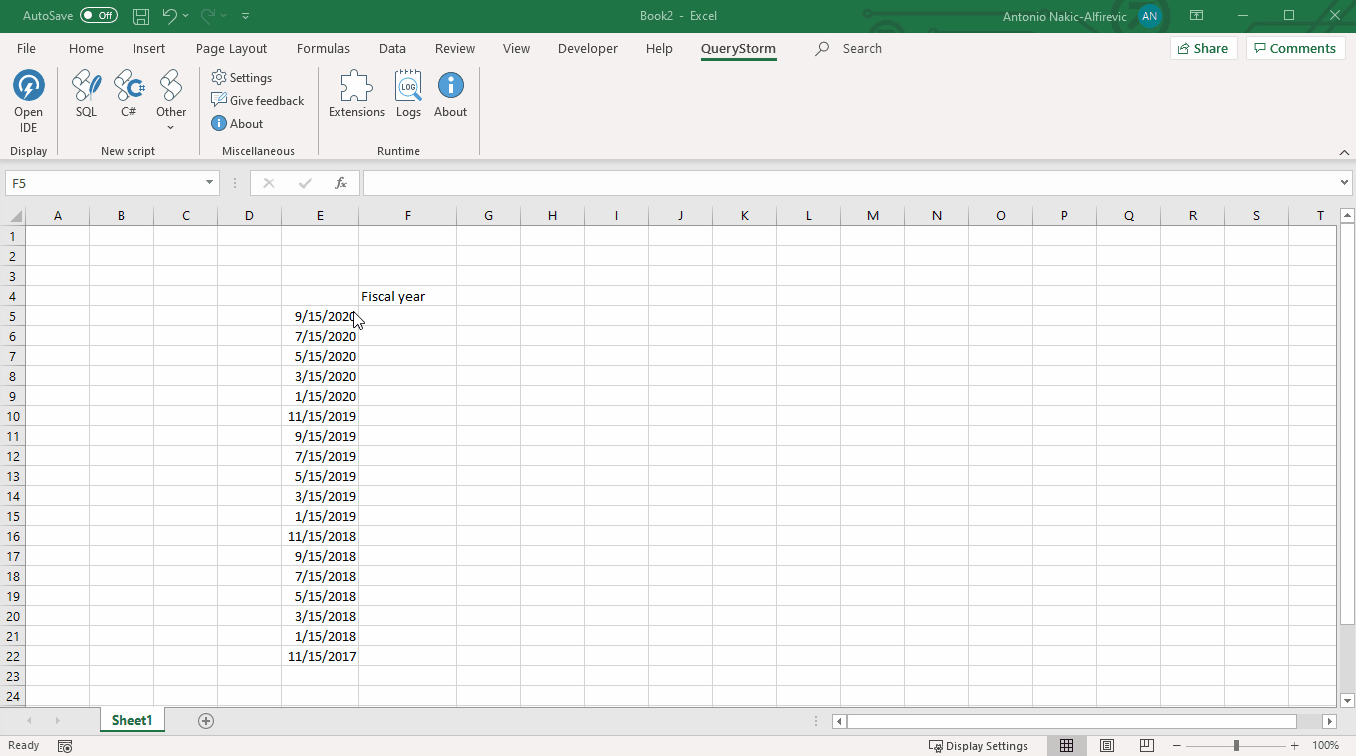 AutoSave Off Book2 - Excel Antonio Nakic-Alfirevic AN
File Home Insert Page Layout Formulas Data Review View Developer Help QueryStorm Search Share Comments
Open IDE SQL C# Other Settings Give feedback About Extensions LOG Logs About
Display New script Miscellaneous Runtime
F5 fx
A B C D E F G H I J K L M N O P Q R S T
1
2
3
4 Fiscal year
5 9/15/2020
6 7/15/2020
7 5/15/2020
8 3/15/2020
9 1/15/2020
10 11/15/2019
11 9/15/2019
12 7/15/2019
13 5/15/2019
14 3/15/2019
15 1/15/2019
16 11/15/2018
17 9/15/2018
18 7/15/2018
19 5/15/2018
20 3/15/2018
21 1/15/2018
22 11/15/2017
23
24
Sheet1
Ready Display Settings 100%